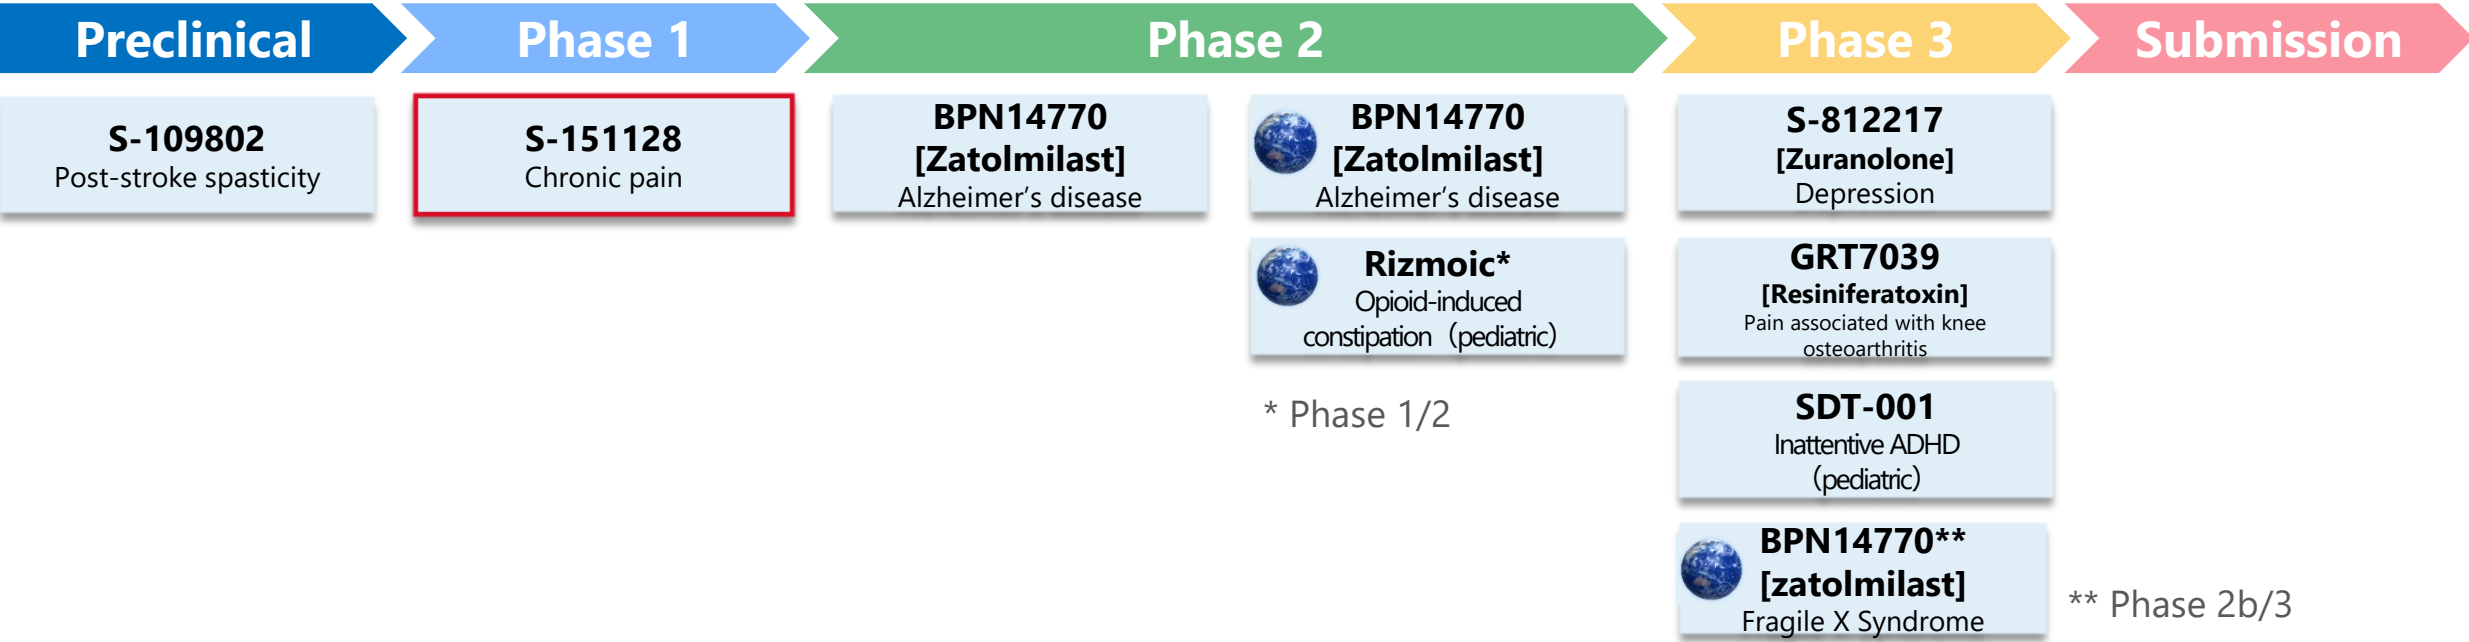 Preclinical
Phase 1
Phase 2
Phase 3
Submission
S-109802
Post-stroke spasticity
S-151128
Chronic pain
BPN14770
[Zatolmilast]
Alzheimer’s disease
BPN14770
[Zatolmilast]
Alzheimer’s disease
Rizmoic*
Opioid-induced
constipation（pediatric）
* Phase 1/2
S-812217
[Zuranolone]
Depression
GRT7039
[Resiniferatoxin]
Pain associated with knee
osteoarthritis
SDT-001
Inattentive ADHD
（pediatric）
BPN14770**
[zatolmilast]
Fragile X Syndrome
** Phase 2b/3